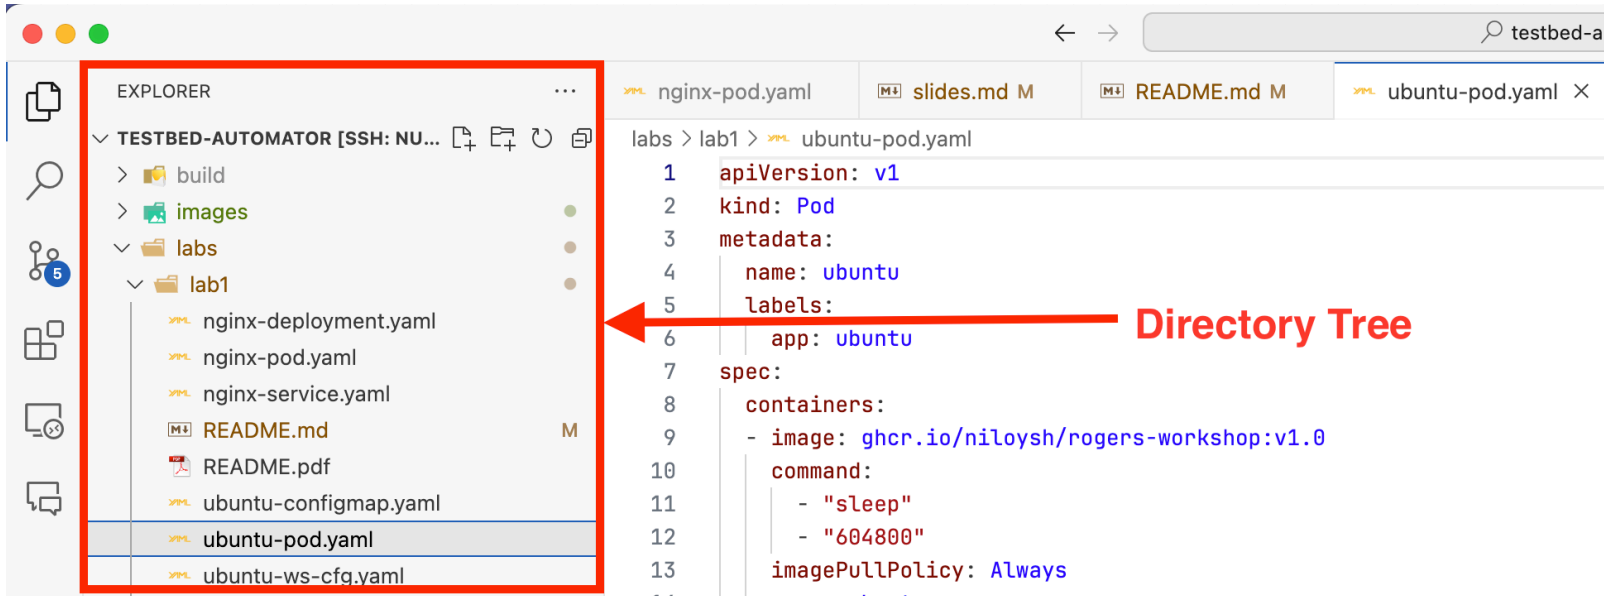 testbed-a
EXPLORER ···
TESTBED-AUTOMATOR [SSH: NU...
build
images
labs
lab1
nginx-deployment.yaml
nginx-pod.yaml
nginx-service.yaml
README.md M
README.pdf
ubuntu-configmap.yaml
ubuntu-pod.yaml
ubuntu-ws-cfg.yaml
5
nginx-pod.yaml slides.md M README.md M ubuntu-pod.yaml
labs > lab1 > ubuntu-pod.yaml
1 apiVersion: v1
2 kind: Pod
3 metadata:
4 name: ubuntu
5 labels:
6 app: ubuntu
7 spec:
8 containers:
9 - image: ghcr.io/niloysh/rogers-workshop:v1.0
10 command:
11 - "sleep"
12 - "604800"
13 imagePullPolicy: Always
Directory Tree